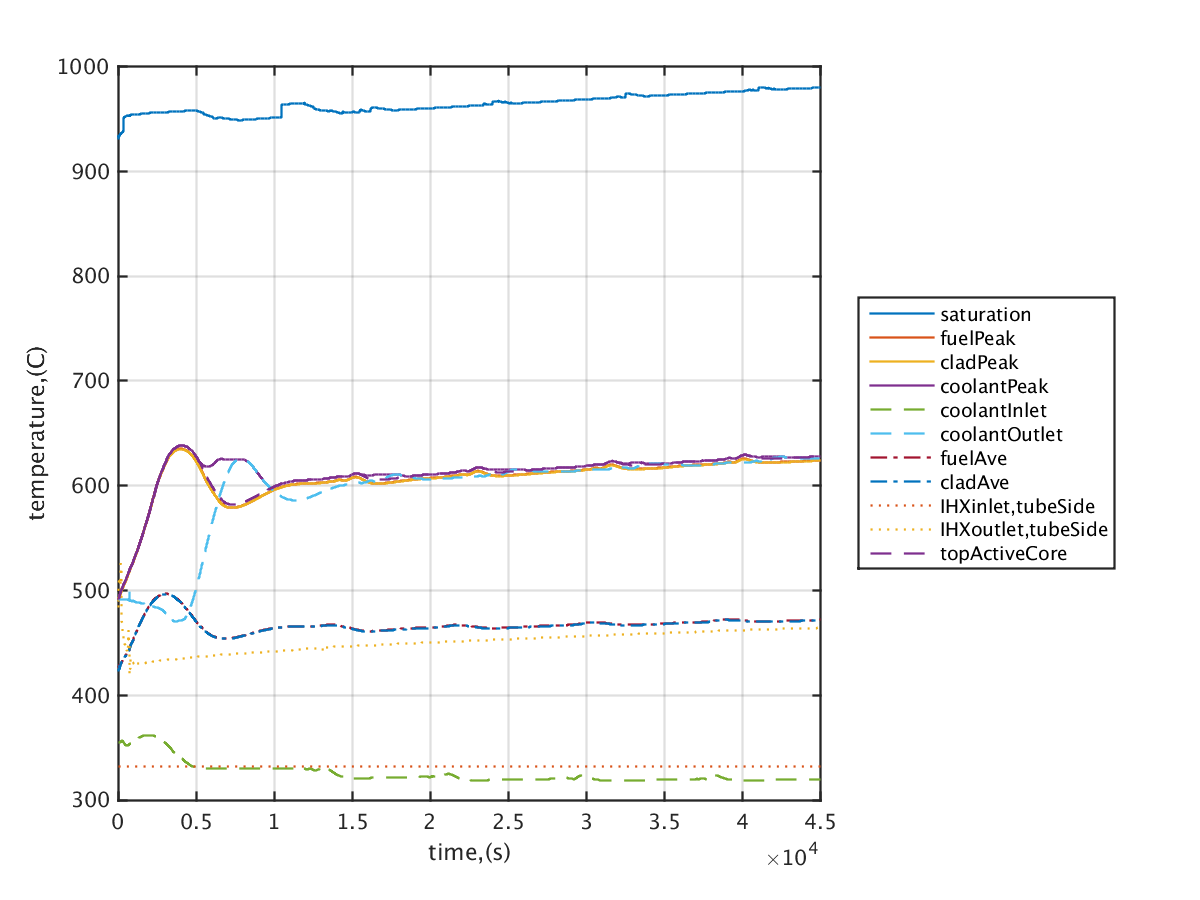 1000
900
800
700
600
500
400
300
temperature,(C)
0 0.5 1 1.5 2 2.5 3 3.5 4 4.5
time,(s)
×10^4
saturation
fuelPeak
cladPeak
coolantPeak
coolantInlet
coolantOutlet
fuelAve
cladAve
IHXinlet,tubeSide
IHXoutlet,tubeSide
topActiveCore